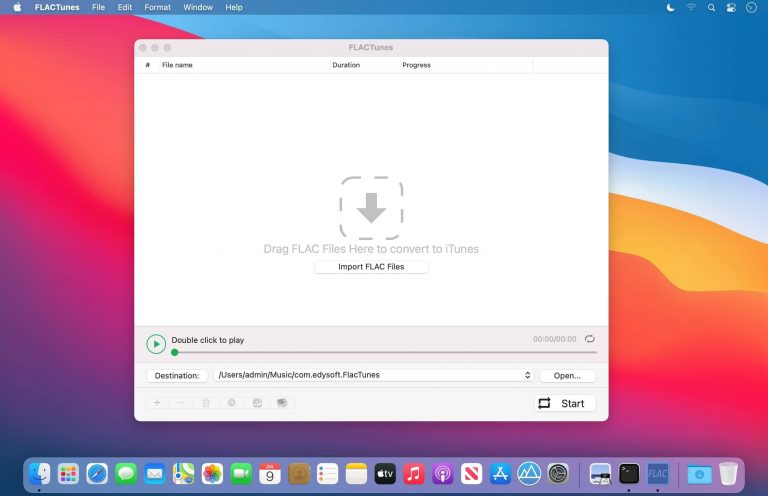 FLACTunes File Edit Format Window Help
FLACTunes
# File name Duration Progress
Drag FLAC Files Here to convert to iTunes
Import FLAC Files
Double click to play 00:00/00:00
Destination: /Users/admin/Music/com.edysoft.FlacTunes Open...
Start
9
tv
FLAC